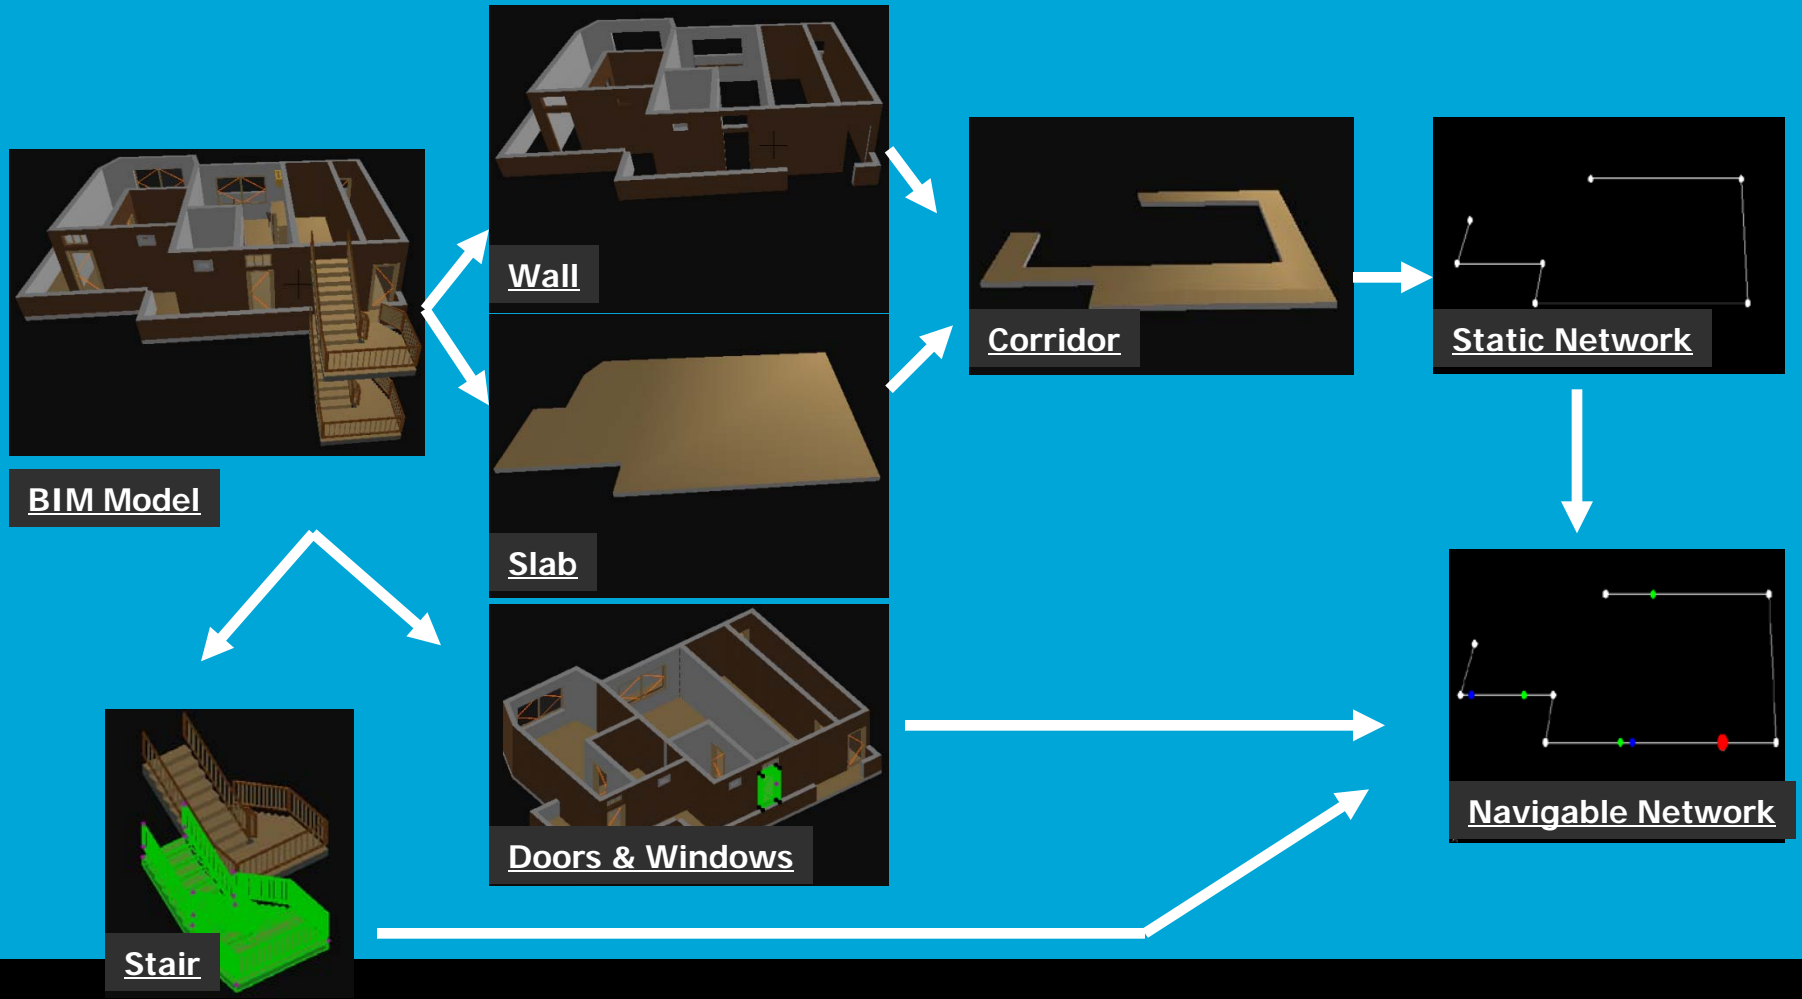 Wall
Corridor
Static Network
BIM Model
Slab
Doors & Windows
Navigable Network
Stair